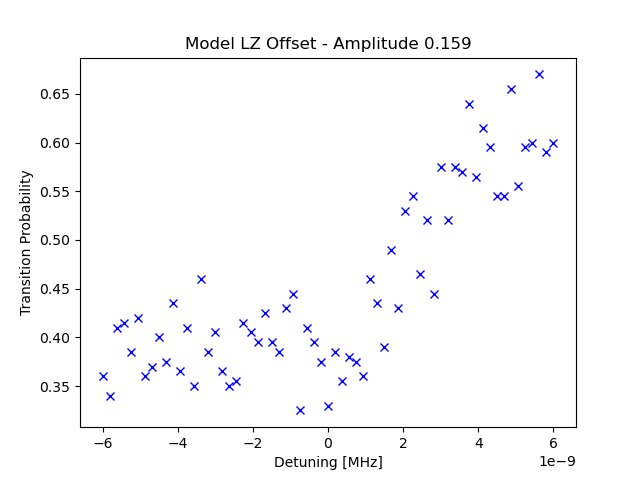 Model LZ Offset - Amplitude 0.159
Transition Probability
0.65
0.60
0.55
0.50
0.45
0.40
0.35
−6 −4 −2 0 2 4 6
1e−9
Detuning [MHz]